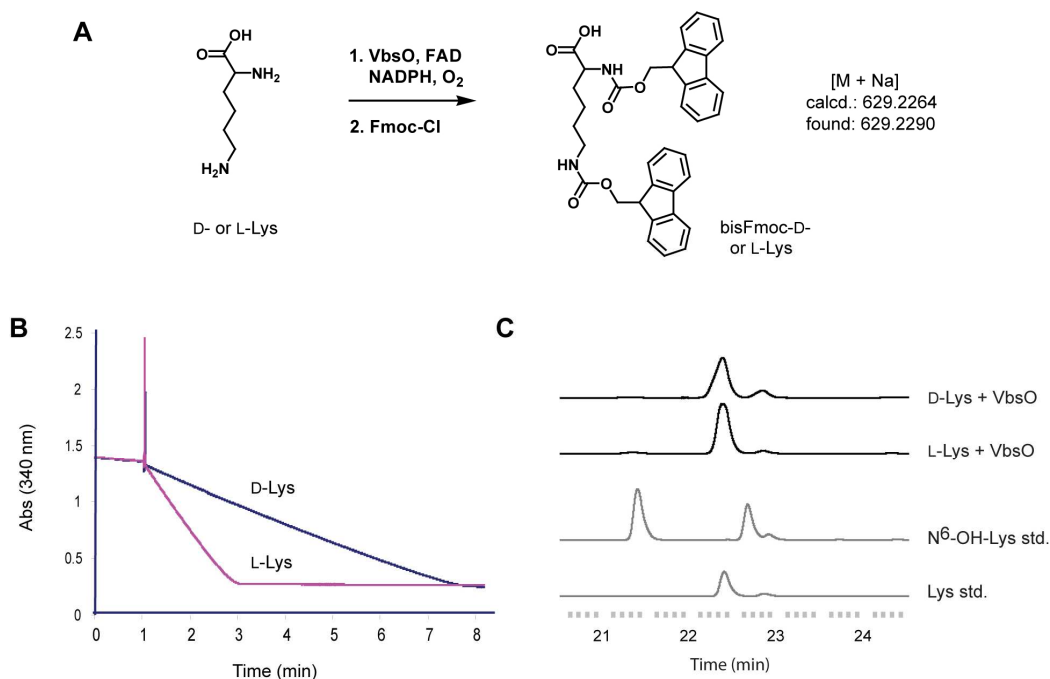 A
OH
O
NH₂
H₂N
D- or L-Lys
1. VbsO, FAD
NADPH, O₂
2. Fmoc-Cl
OH
O
NH
O
O
HN
O
O
bisFmoc-D-
or L-Lys
[M + Na]
calcd.: 629.2264
found: 629.2290
B
Abs (340 nm)
2.5
2
1.5
1
0.5
0
D-Lys
L-Lys
0 1 2 3 4 5 6 7 8
Time (min)
C
D-Lys + VbsO
L-Lys + VbsO
N⁶-OH-Lys std.
Lys std.
21 22 23 24
Time (min)